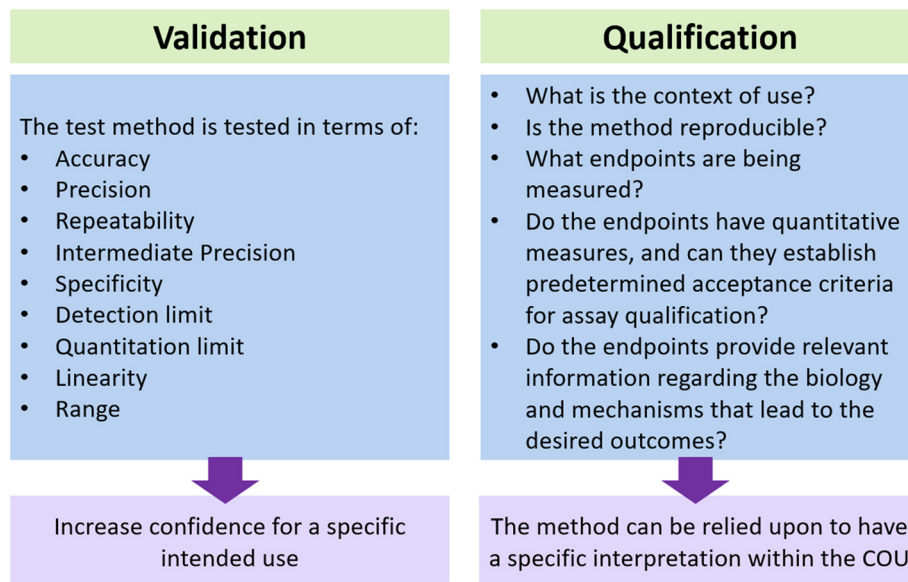 Validation
The test method is tested in terms of:
• Accuracy
• Precision
• Repeatability
• Intermediate Precision
• Specificity
• Detection limit
• Quantitation limit
• Linearity
• Range
Increase confidence for a specific
intended use
Qualification
• What is the context of use?
• Is the method reproducible?
• What endpoints are being
measured?
• Do the endpoints have quantitative
measures, and can they establish
predetermined acceptance criteria
for assay qualification?
• Do the endpoints provide relevant
information regarding the biology
and mechanisms that lead to the
desired outcomes?
The method can be relied upon to have
a specific interpretation within the COU